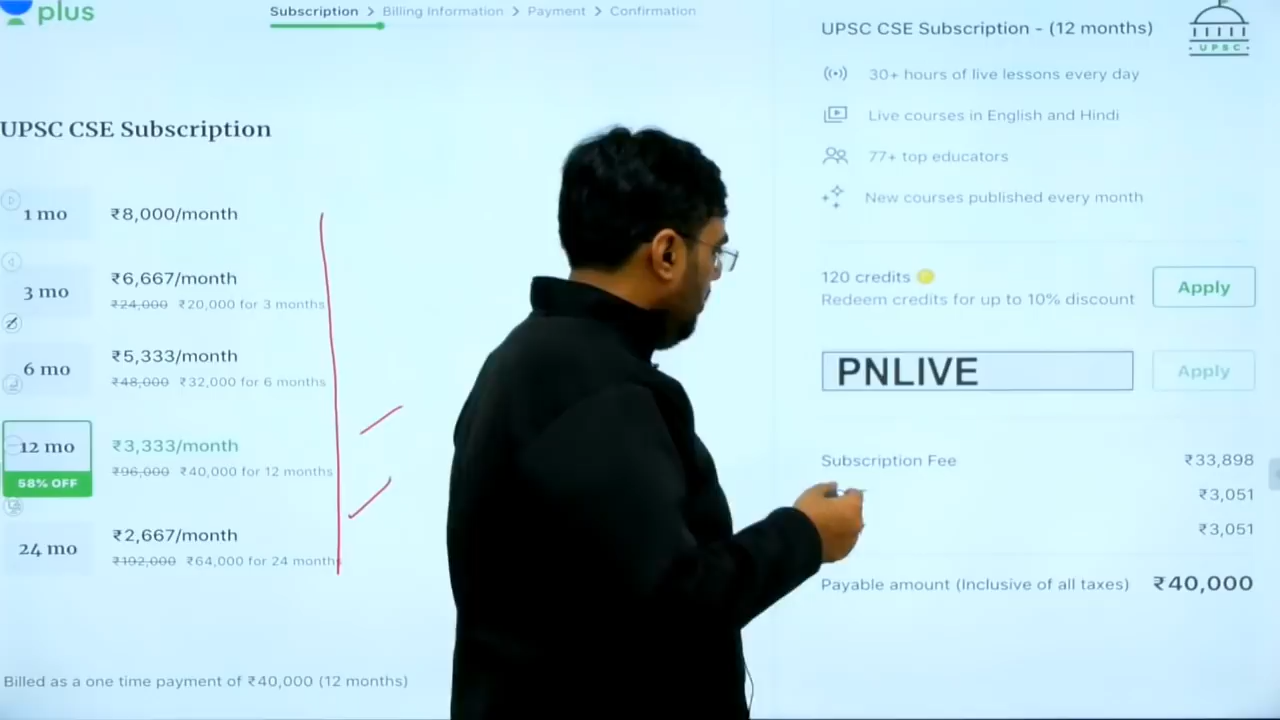 plus
Subscription > Billing Information > Payment > Confirmation
UPSC CSE Subscription
1 mo ₹8,000/month
3 mo ₹6,667/month
₹24,000 ₹20,000 for 3 months
6 mo ₹5,333/month
₹48,000 ₹32,000 for 6 months
12 mo ₹3,333/month
₹96,000 ₹40,000 for 12 months
58% OFF
24 mo ₹2,667/month
₹192,000 ₹64,000 for 24 month
Billed as a one time payment of ₹40,000 (12 months)
UPSC CSE Subscription - (12 months)
UPSC
30+ hours of live lessons every day
Live courses in English and Hindi
77+ top educators
New courses published every month
120 credits
Redeem credits for up to 10% discount
Apply
PNLIVE
Apply
Subscription Fee ₹33,898
₹3,051
₹3,051
Payable amount (Inclusive of all taxes) ₹40,000